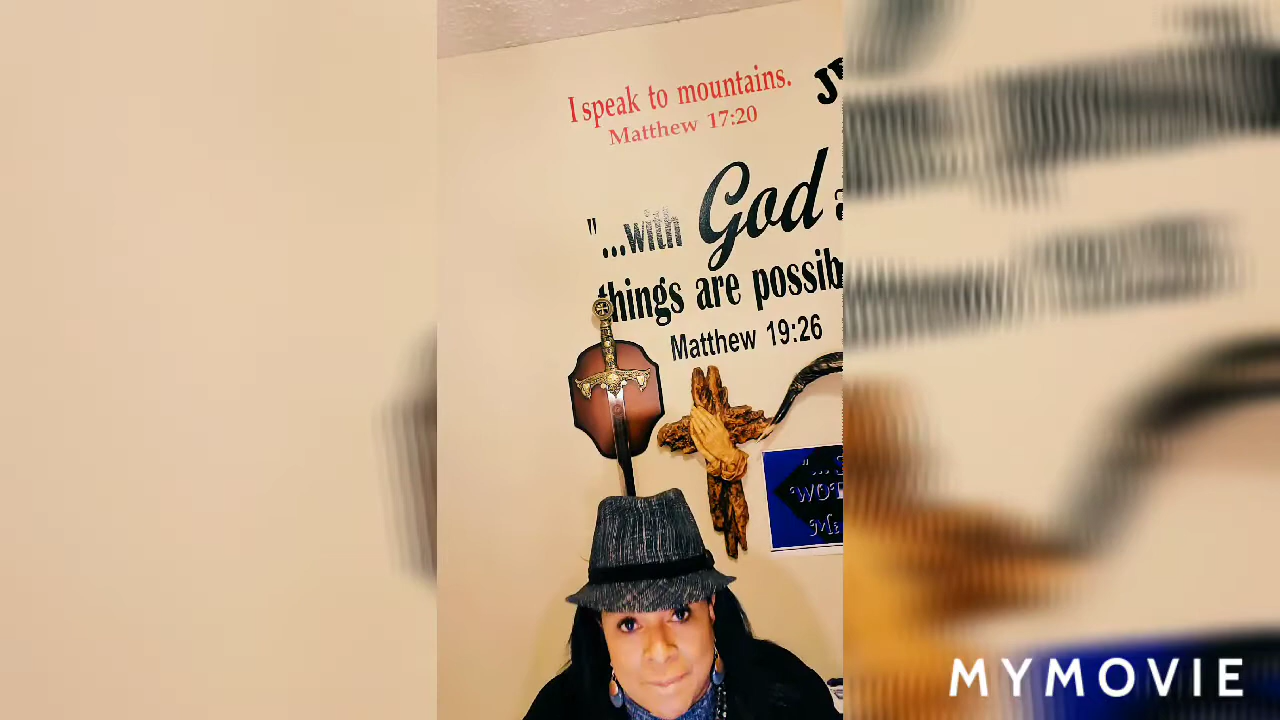 I speak to mountains.
Matthew 17:20
"...with God
things are possib
Matthew 19:26
MYMOVIE